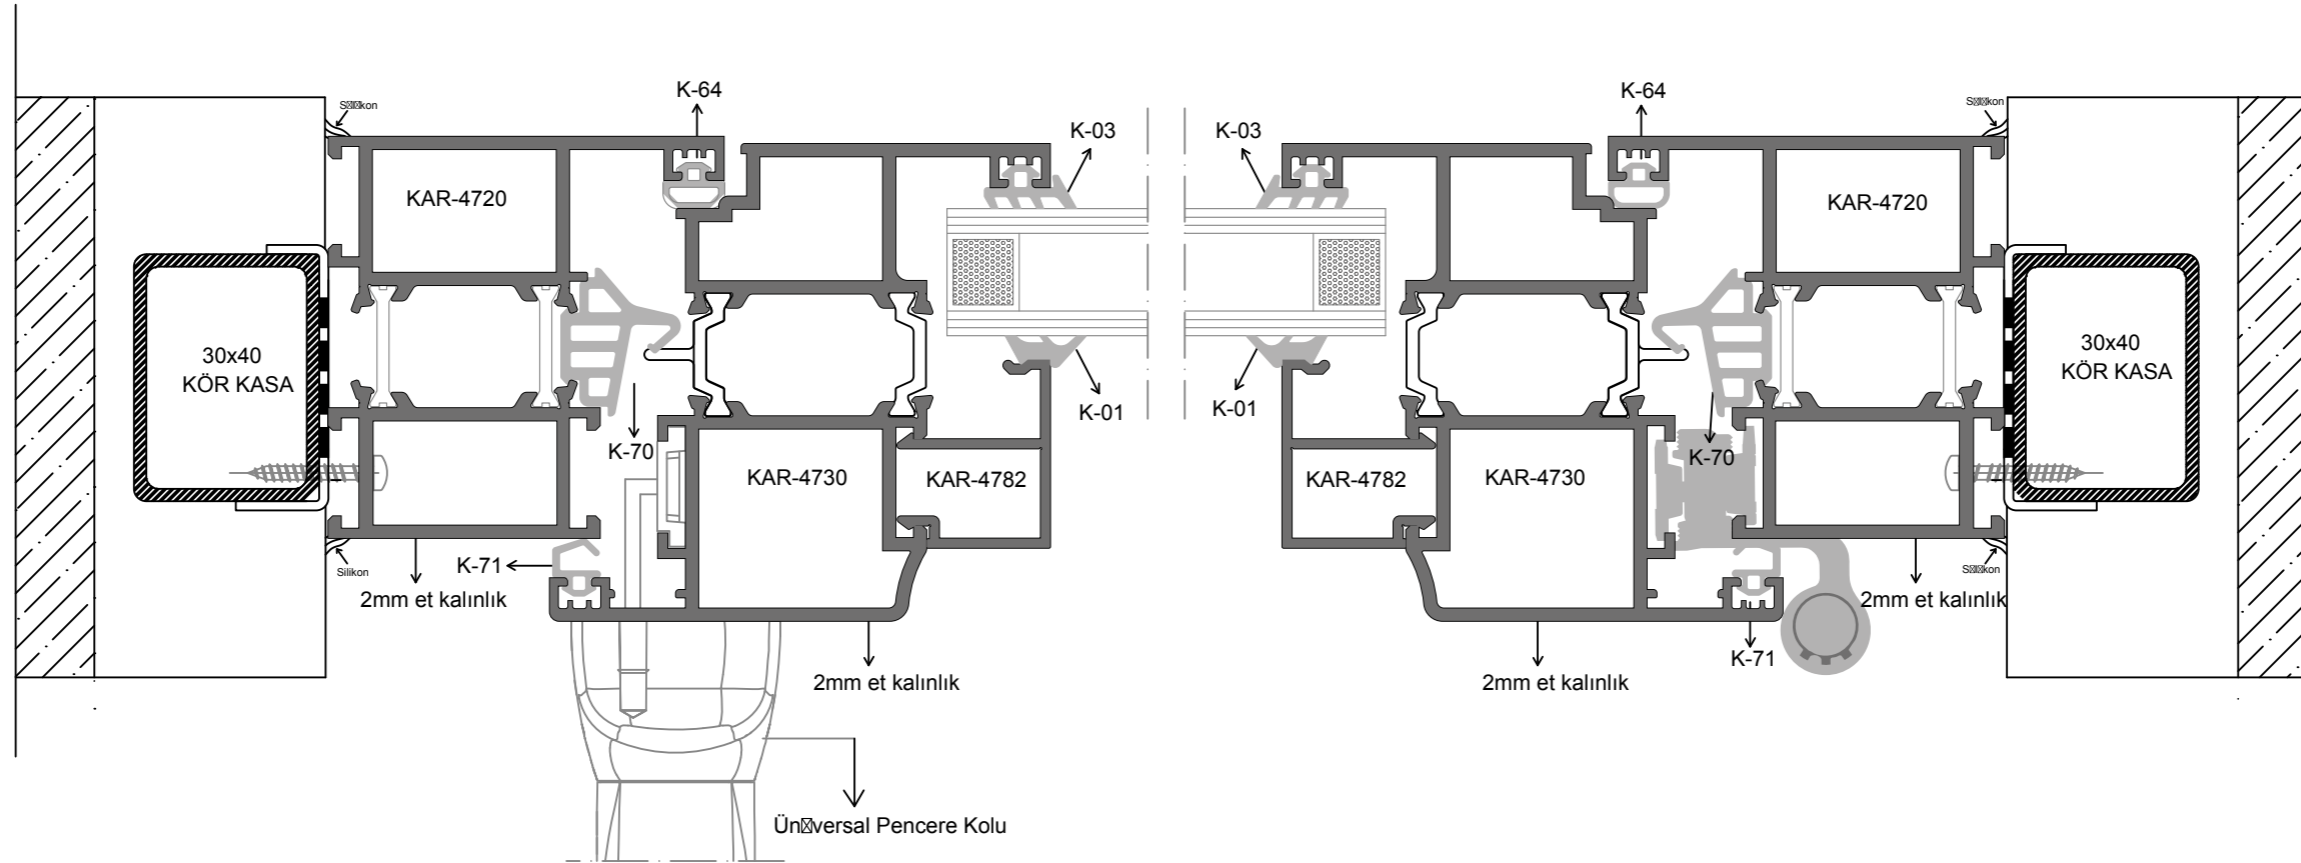 K-64
K-64
Silikon
K-03
K-03
KAR-4720
KAR-4720
30x40
KÖR KASA
30x40
KÖR KASA
K-01
K-01
K-70
K-70
KAR-4730
KAR-4782
KAR-4782
KAR-4730
K-71
2mm et kalınlık
2mm et kalınlık
K-71
2mm et kalınlık
2mm et kalınlık
Pencere Kolu